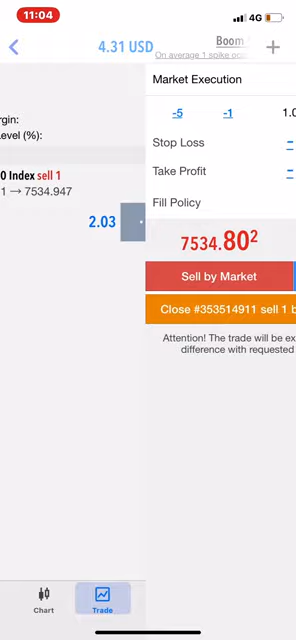 11:04
4G
4.31 USD
Boom
On average 1 spike occ
Market Execution
-5 -1 1.0
rgin:
Level (%):
Stop Loss
Take Profit
0 Index sell 1
1 → 7534.947
Fill Policy
2.03
7534.802
Sell by Market
Close #353514911 sell 1 b
Attention! The trade will be ex
difference with requested
Chart
Trade